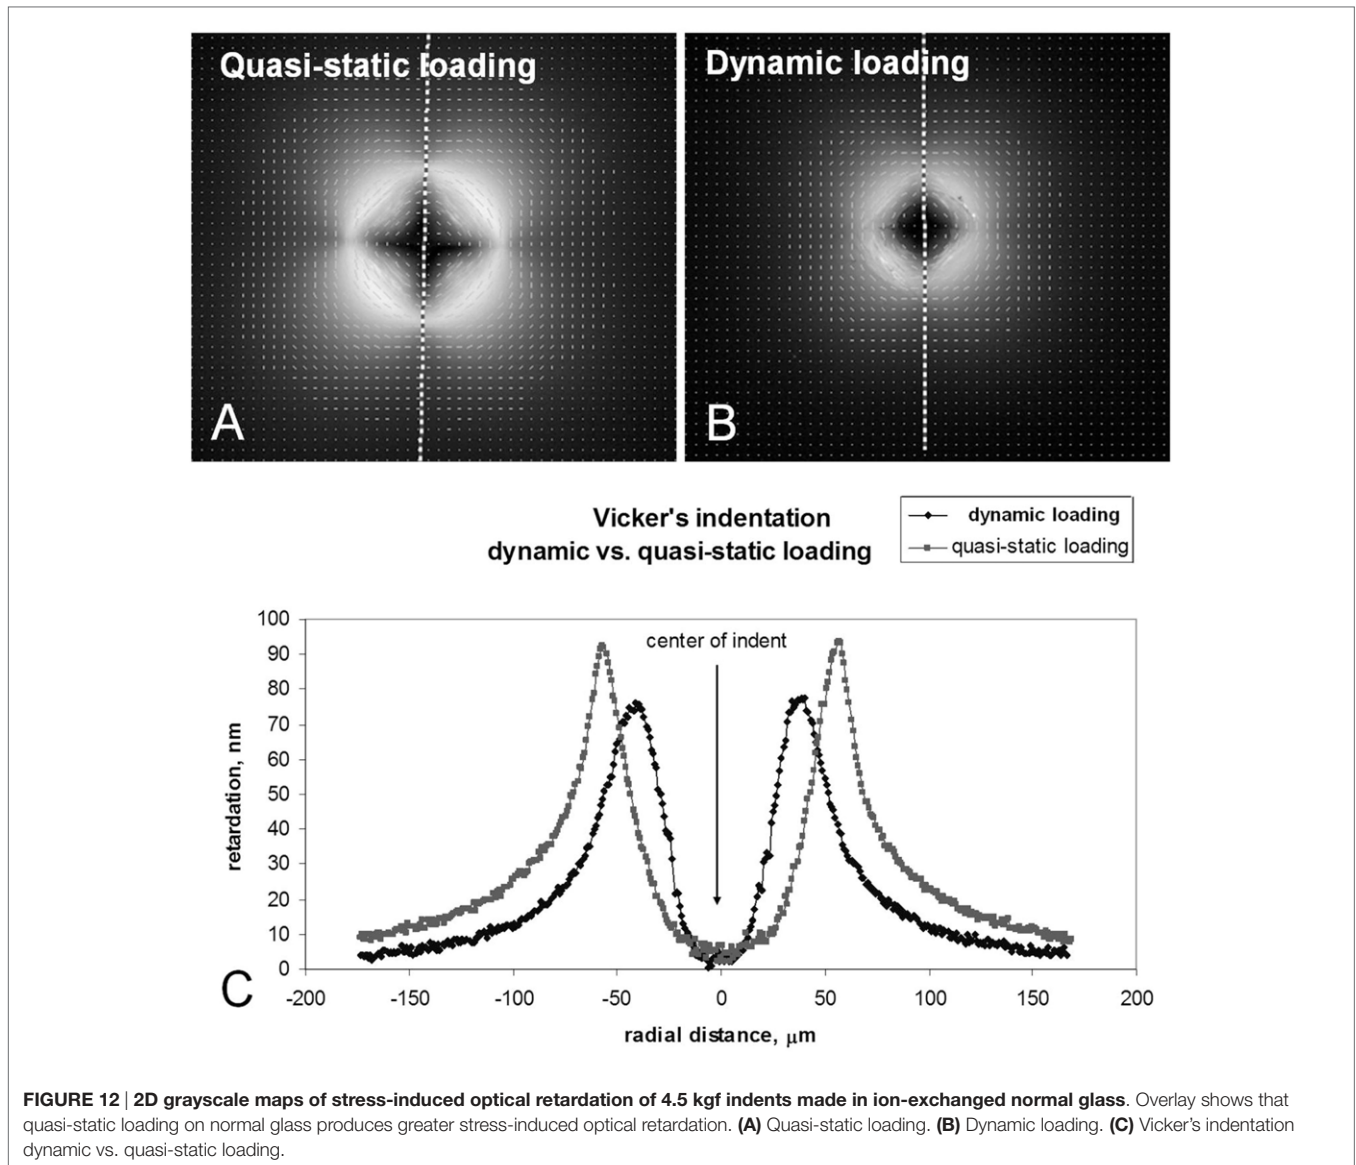 Quasi-static loading
Dynamic loading
A
B
Vicker's indentation
dynamic vs. quasi-static loading
dynamic loading
quasi-static loading
100
90
80
70
60
50
40
30
20
10
0
retardation, nm
center of indent
C
-200
-150
-100
-50
0
50
100
150
200
radial distance, μm
FIGURE 12 | 2D grayscale maps of stress-induced optical retardation of 4.5 kgf indents made in ion-exchanged normal glass. Overlay shows that
quasi-static loading on normal glass produces greater stress-induced optical retardation. (A) Quasi-static loading. (B) Dynamic loading. (C) Vicker's indentation
dynamic vs. quasi-static loading.